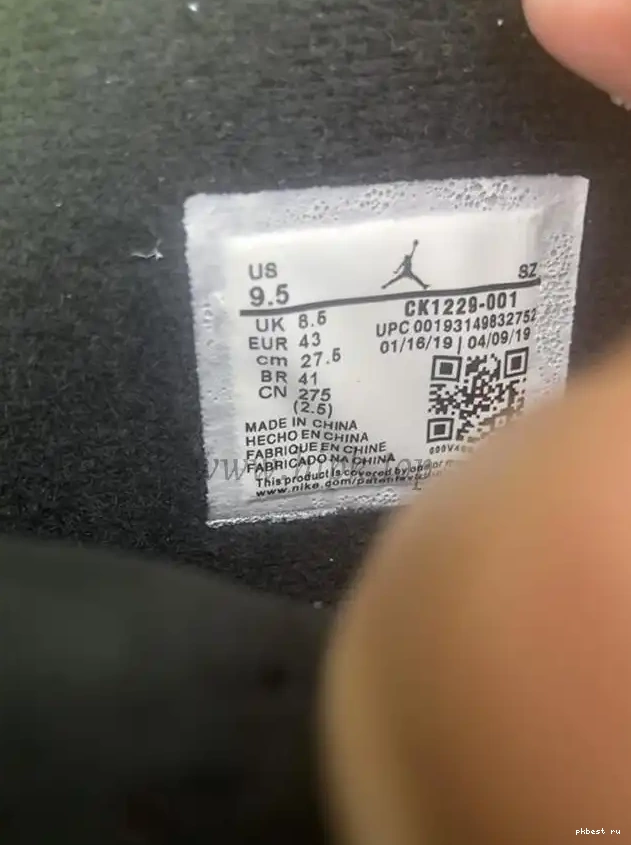 US SZ
9.5
CK1229-001
UK 8.5
UPC 00193149832752
EUR 43
01/16/19 | 04/09/19
cm 27.5
BR 41
CN 275
(2.5)
MADE IN CHINA
HECHO EN CHINA
FABRIQUE EN CHINE
FABRICADO NA CHINA
This product is covered by one or
www.nike.com/patents
pkbest ru